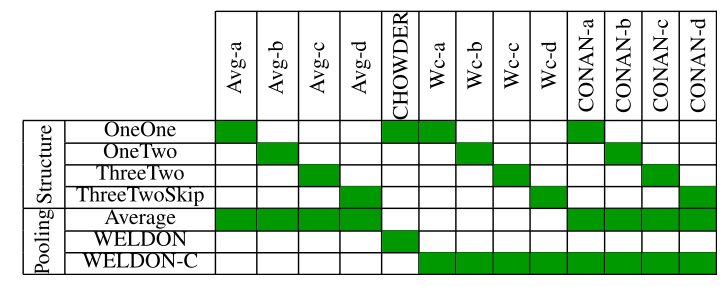 Avg-a Avg-b Avg-c Avg-d CHOWDER Wc-a Wc-b Wc-c Wc-d CONAN-a CONAN-b CONAN-c CONAN-d
Structure
OneOne
OneTwo
ThreeTwo
ThreeTwoSkip
Pooling
Average
WELDON
WELDON-C